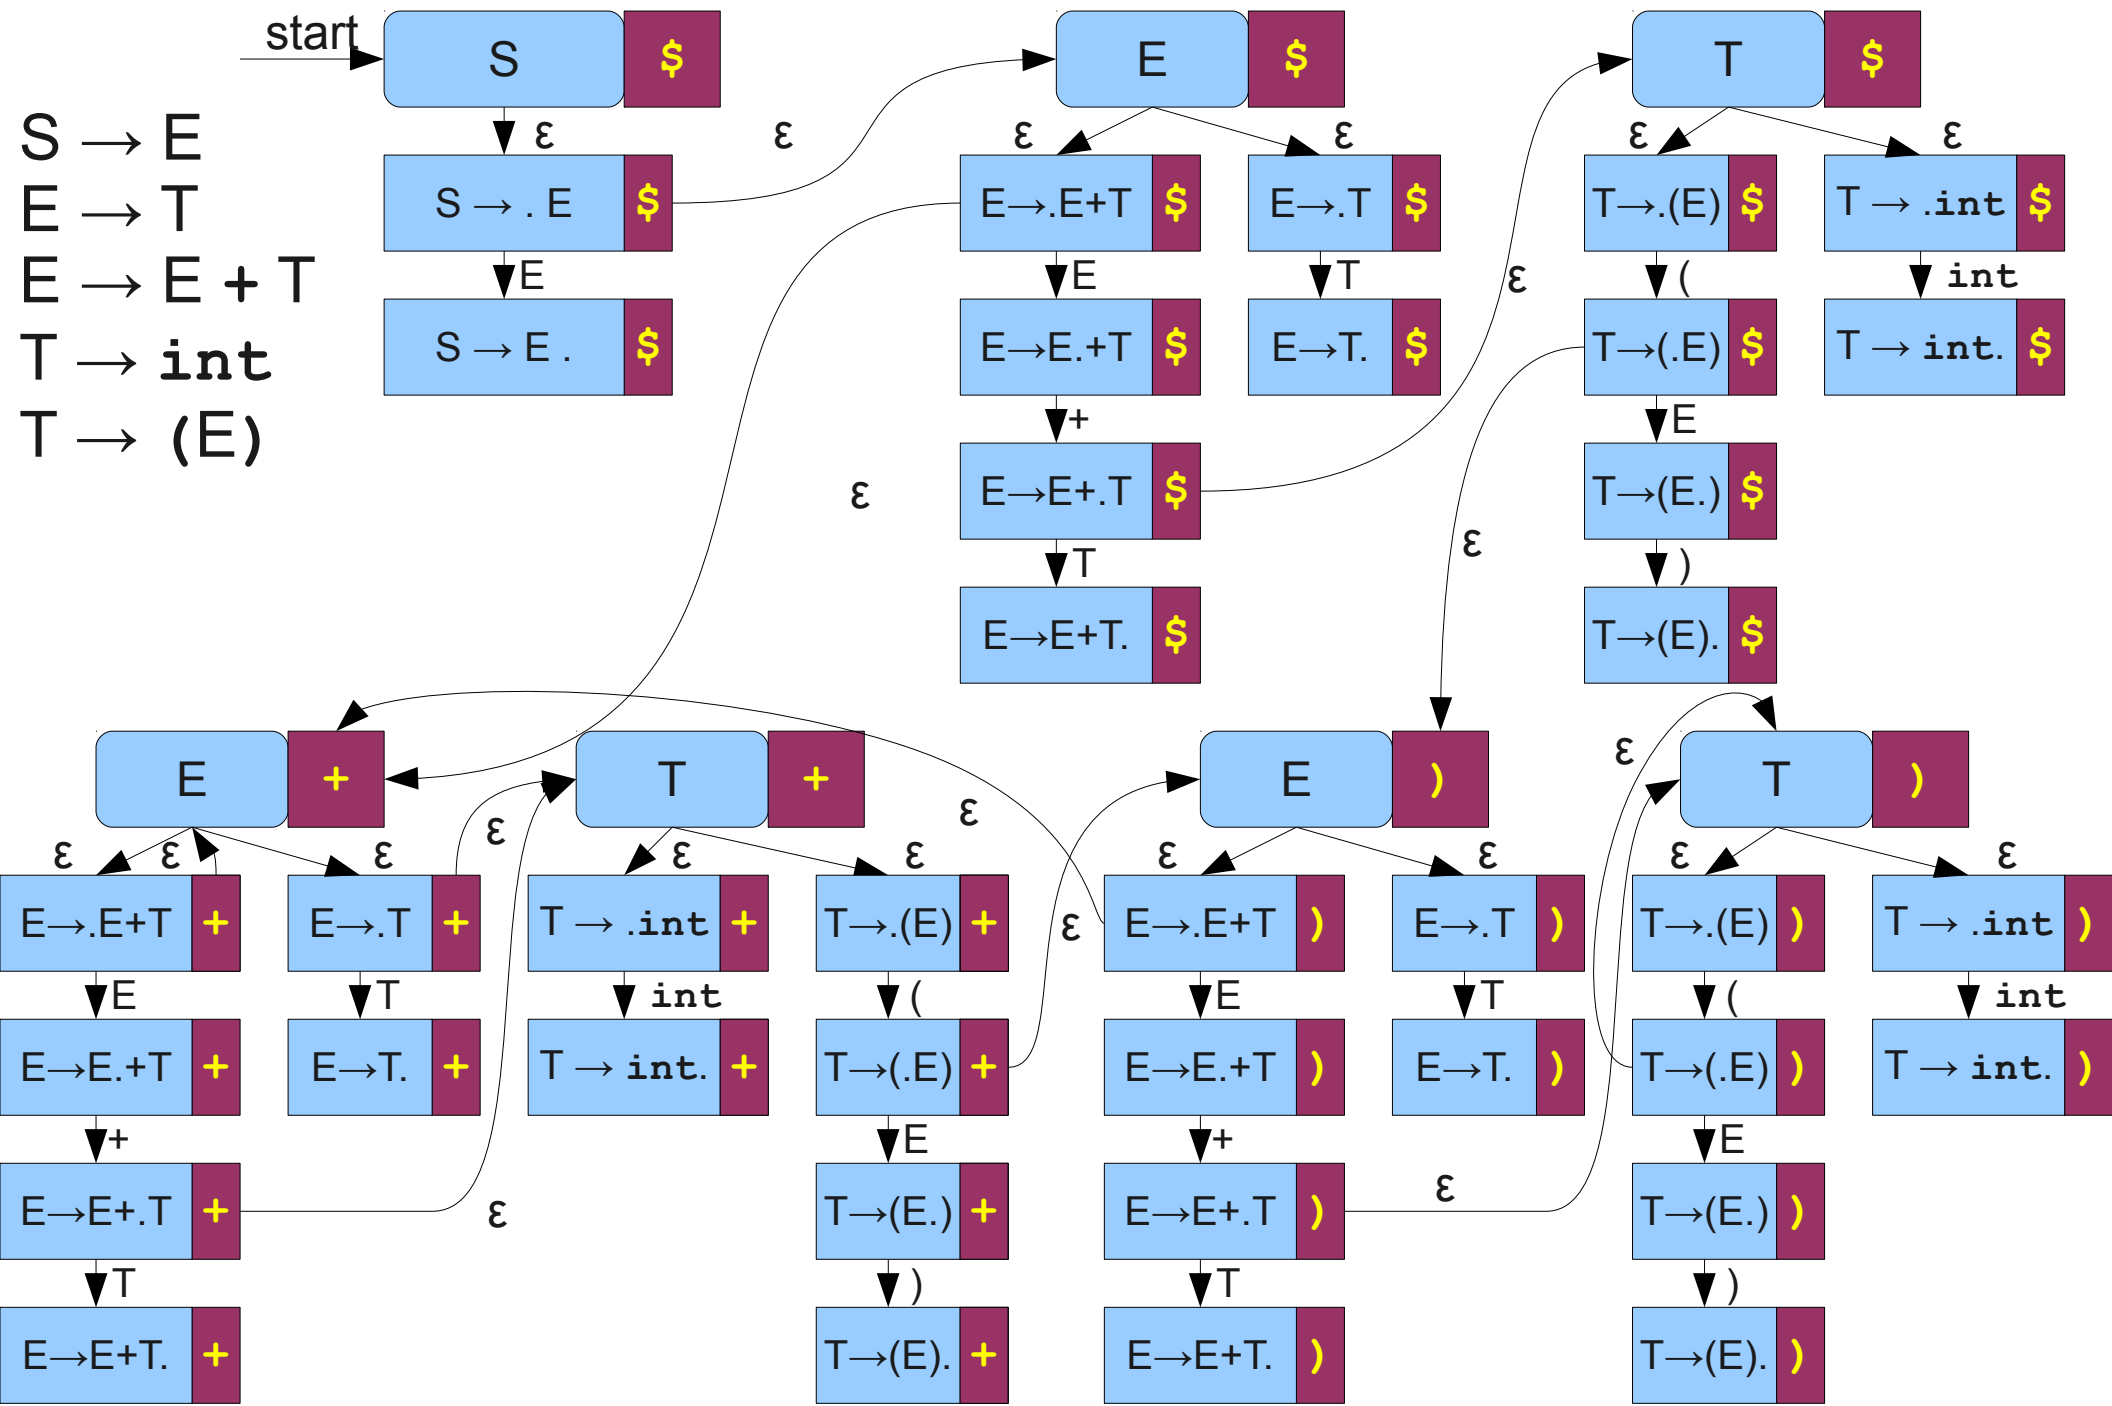 start
S $
E $
T $
S → E
E → T
E → E + T
T → int
T → (E)
ε
ε
ε ε
ε ε
S → . E $
E→.E+T $
E→.T $
T→.(E) $
T → .int $
E
E
T
ε
(
int
S → E . $
E→E.+T $
E→T. $
T→(.E) $
T → int. $
+
E
ε
E→E+.T $
T→(E.) $
T
ε
)
E→E+T. $
T→(E). $
E +
T +
E )
T )
ε
ε
ε
ε ε ε
ε ε
ε ε
ε ε
E→.E+T +
E→.T +
T → .int +
T→.(E) +
ε
E→.E+T )
E→.T )
T→.(E) )
T → .int )
E
T
int
(
E
T
(
int
E→E.+T +
E→T. +
T → int. +
T→(.E) +
E→E.+T )
E→T. )
T→(.E) )
T → int. )
+
E
+
E
E→E+.T +
ε
T→(E.) +
E→E+.T )
ε
T→(E.) )
T
)
T
)
E→E+T. +
T→(E). +
E→E+T. )
T→(E). )